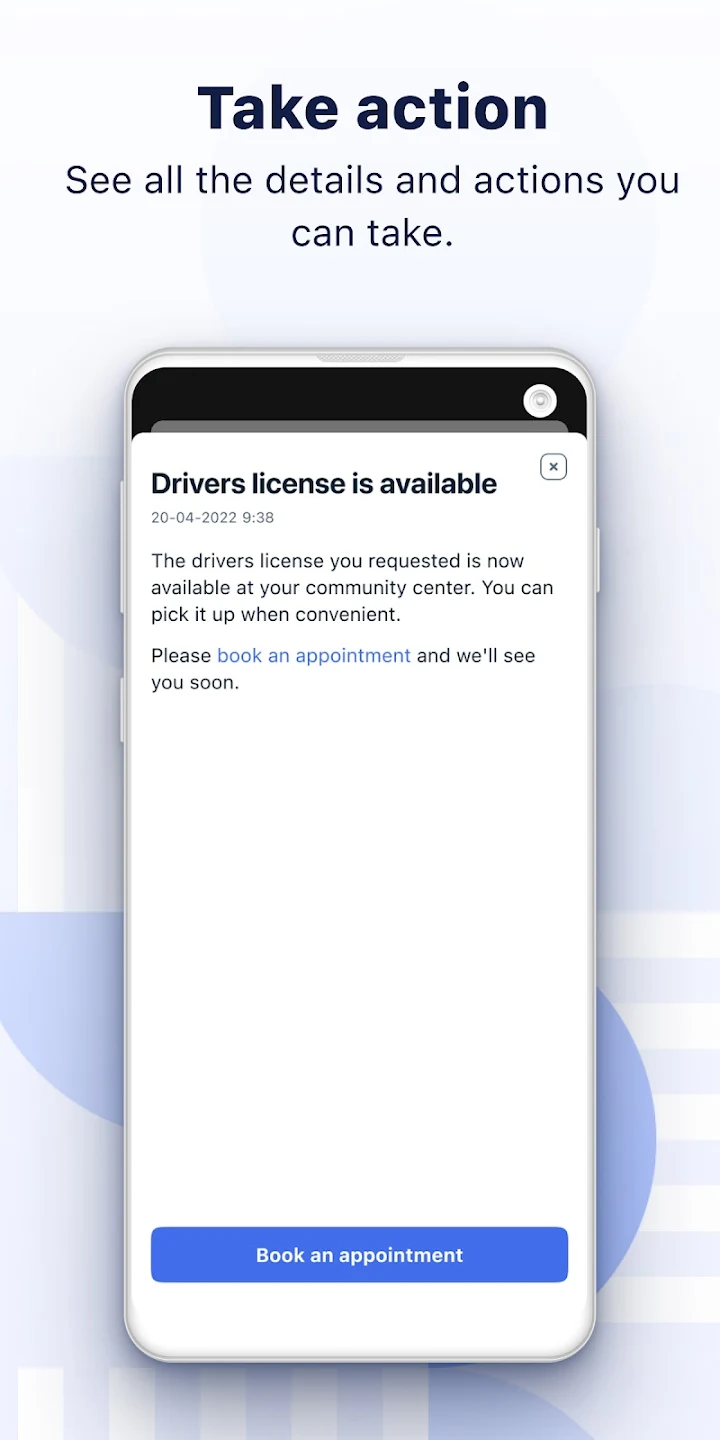 Take action
See all the details and actions you
can take.
Drivers license is available
20-04-2022 9:38
The drivers license you requested is now
available at your community center. You can
pick it up when convenient.
Please book an appointment and we'll see
you soon.
Book an appointment